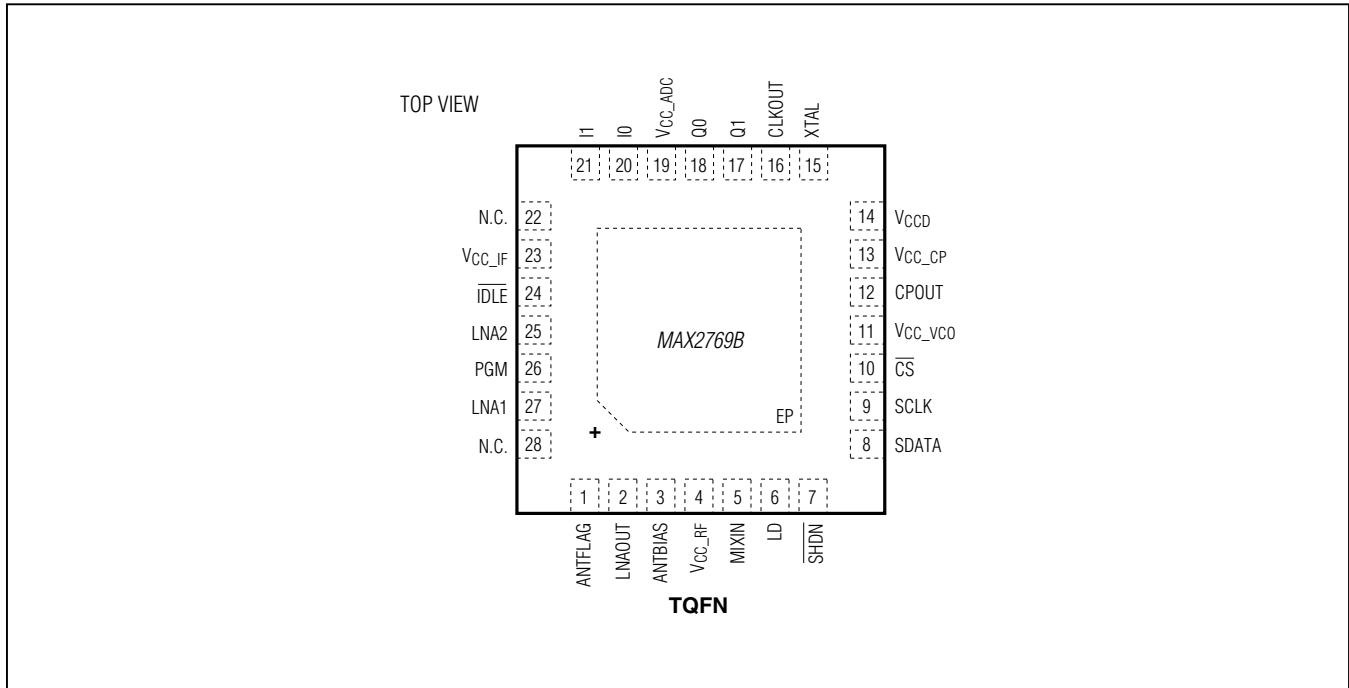 TOP VIEW
I1
I0
VCC_ADC
Q0
Q1
CLKOUT
XTAL
21 20 19 18 17 16 15
N.C. 22
VCC_IF 23
IDLE 24
LNA2 25
PGM 26
LNA1 27
N.C. 28
14 VCCD
13 VCC_CP
12 CPOUT
11 VCC_VCO
10 CS
9 SCLK
8 SDATA
MAX2769B
EP
+
1 2 3 4 5 6 7
ANTFLAG
LNAOUT
ANTBIAS
VCC_RF
MIXIN
LD
SHDN
TQFN